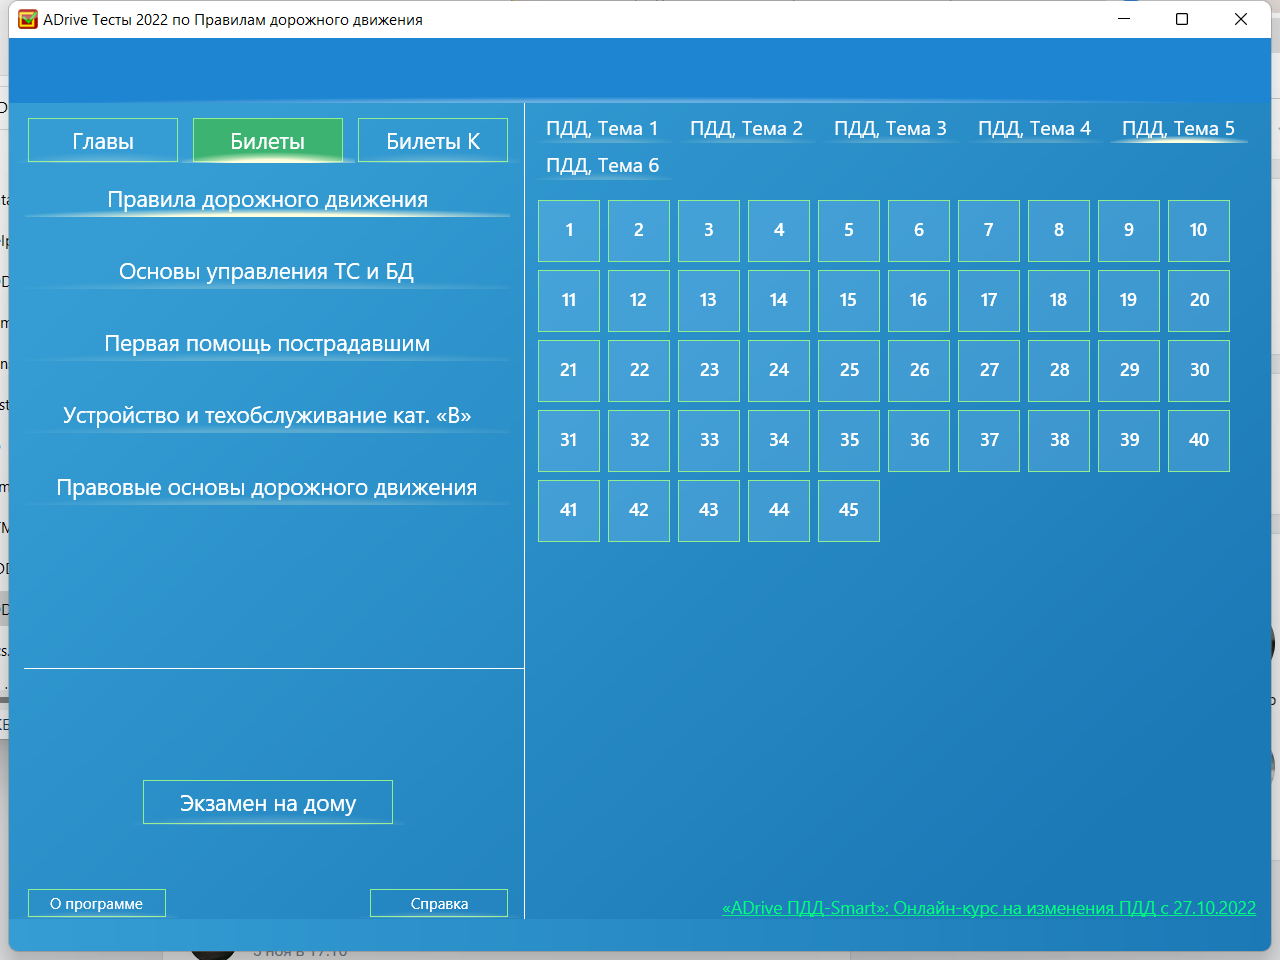 ADrive Тесты 2022 по Правилам дорожного движения
Главы Билеты Билеты К
Правила дорожного движения
Основы управления ТС и БД
Первая помощь пострадавшим
Устройство и техобслуживание кат. «B»
Правовые основы дорожного движения
Экзамен на дому
О программе Справка
ПДД, Тема 1 ПДД, Тема 2 ПДД, Тема 3 ПДД, Тема 4 ПДД, Тема 5
ПДД, Тема 6
1 2 3 4 5 6 7 8 9 10
11 12 13 14 15 16 17 18 19 20
21 22 23 24 25 26 27 28 29 30
31 32 33 34 35 36 37 38 39 40
41 42 43 44 45
«ADrive ПДД-Smart»: Онлайн-курс на изменения ПДД с 27.10.2022